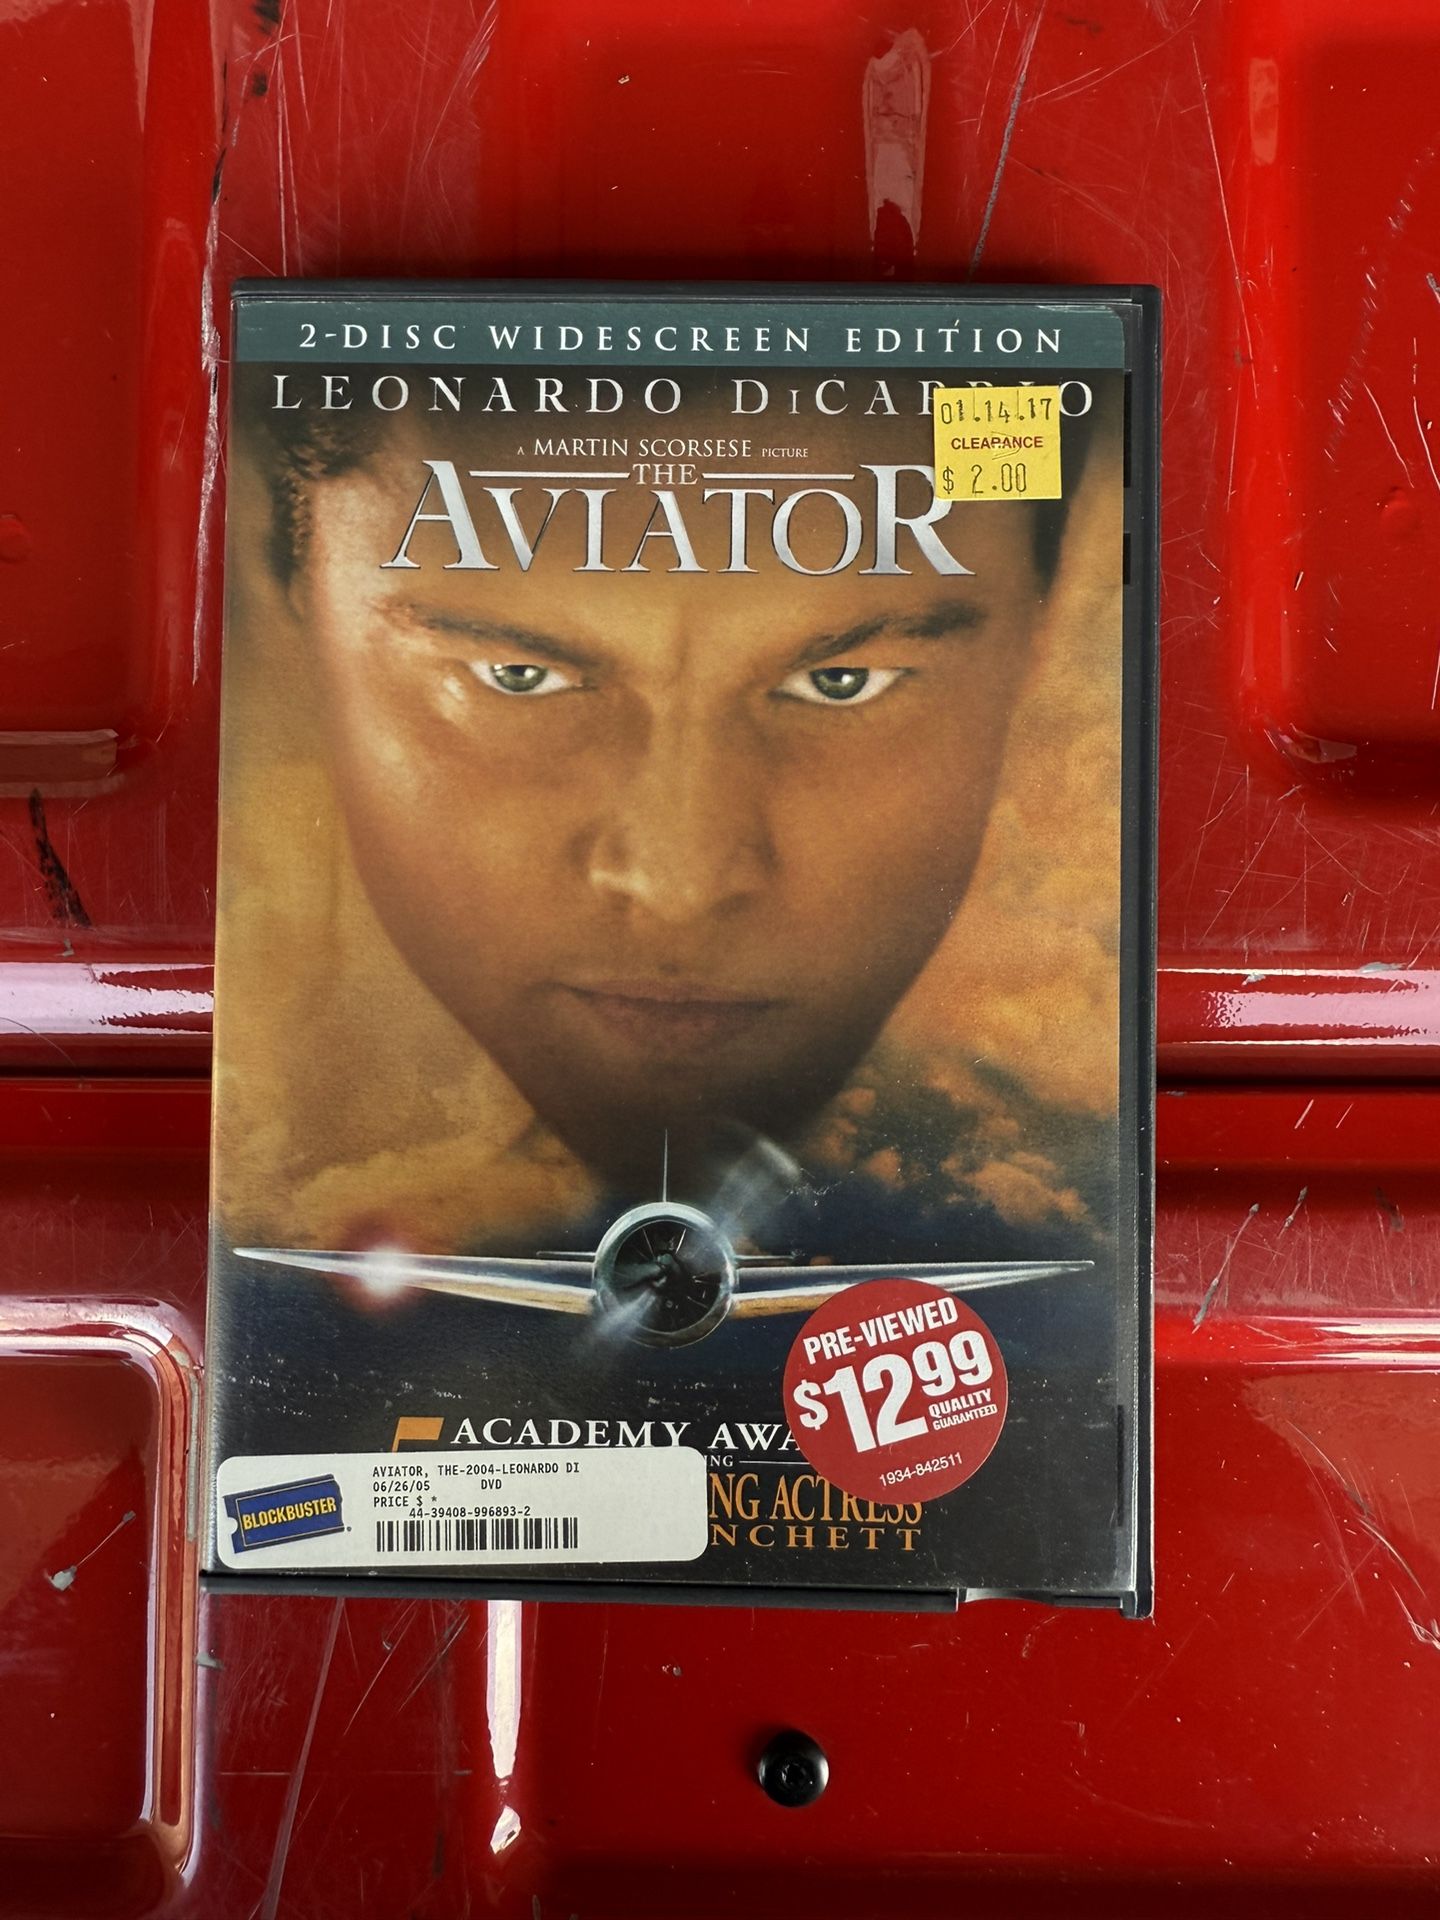 2-DISC WIDESCREEN EDITION
LEONARDO DiCAPRIO
01.14.17
CLEARANCE
$ 2.00
A MARTIN SCORSESE PICTURE
THE
AVIATOR
PRE-VIEWED
$12.99
QUALITY
GUARANTEED
1934-842511
5 ACADEMY AWA
ING
NG ACTRESS
NCHETT
BLOCKBUSTER
AVIATOR, THE-2004-LEONARDO DI
06/26/05 DVD
PRICE $ *
44-39408-996893-2